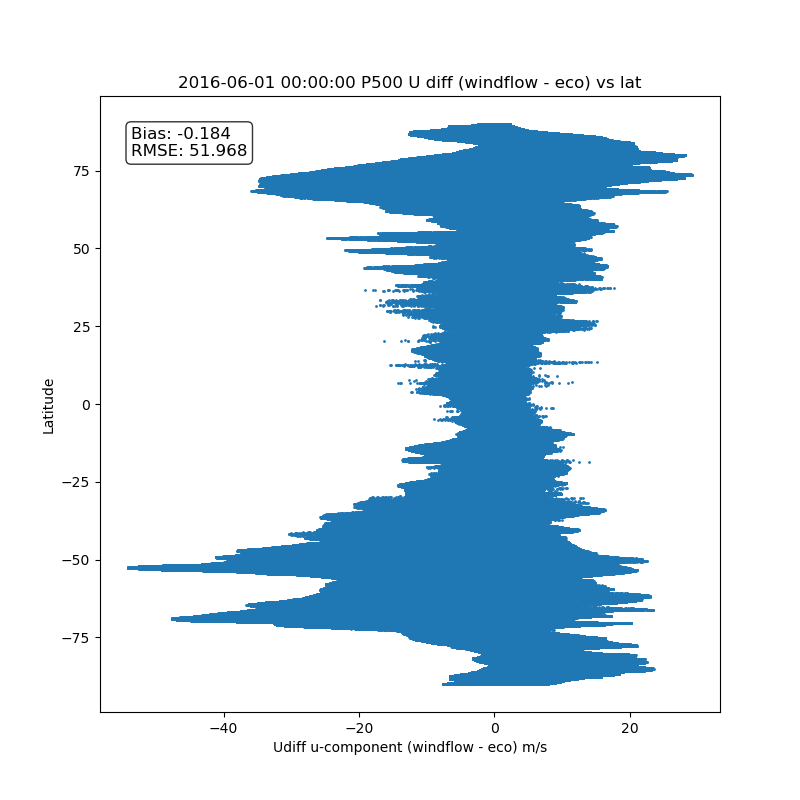 2016-06-01 00:00:00 P500 U diff (windflow - eco) vs lat
Bias: -0.184
RMSE: 51.968
75
50
25
0
−25
−50
−75
Latitude
−40
−20
0
20
Udiff u-component (windflow - eco) m/s